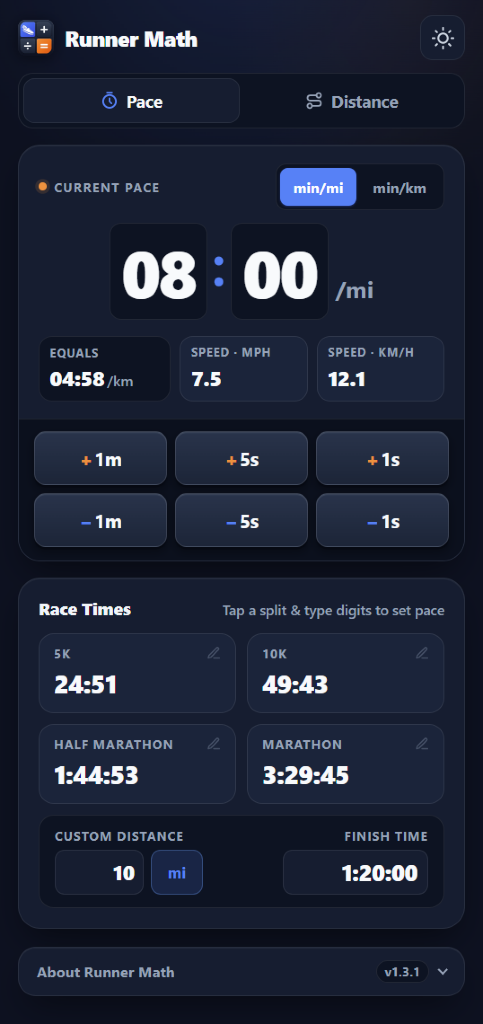 Runner Math
Pace
Distance
CURRENT PACE
min/mi
min/km
08:00 /mi
EQUALS
04:58 /km
SPEED · MPH
7.5
SPEED · KM/H
12.1
+ 1m
+ 5s
+ 1s
− 1m
− 5s
− 1s
Race Times
Tap a split & type digits to set pace
5K
24:51
10K
49:43
HALF MARATHON
1:44:53
MARATHON
3:29:45
CUSTOM DISTANCE
10 mi
FINISH TIME
1:20:00
About Runner Math
v1.3.1